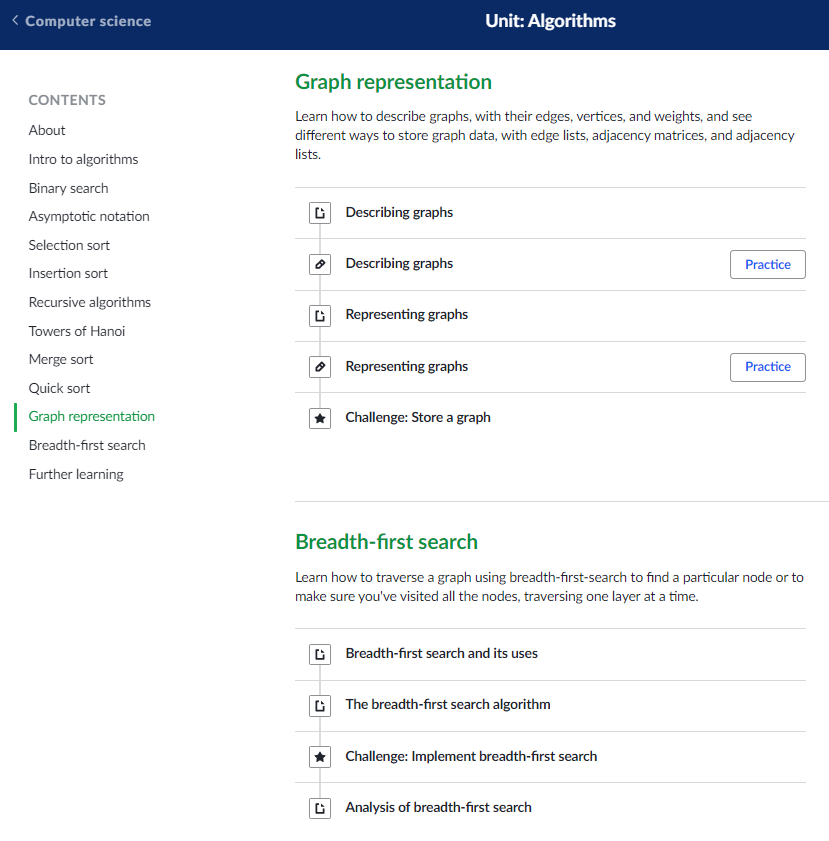 Computer science
Unit: Algorithms
CONTENTS
About
Intro to algorithms
Binary search
Asymptotic notation
Selection sort
Insertion sort
Recursive algorithms
Towers of Hanoi
Merge sort
Quick sort
Graph representation
Breadth-first search
Further learning
Graph representation
Learn how to describe graphs, with their edges, vertices, and weights, and see
different ways to store graph data, with edge lists, adjacency matrices, and adjacency
lists.
Describing graphs
Describing graphs
Practice
Representing graphs
Representing graphs
Practice
Challenge: Store a graph
Breadth-first search
Learn how to traverse a graph using breadth-first-search to find a particular node or to
make sure you've visited all the nodes, traversing one layer at a time.
Breadth-first search and its uses
The breadth-first search algorithm
Challenge: Implement breadth-first search
Analysis of breadth-first search